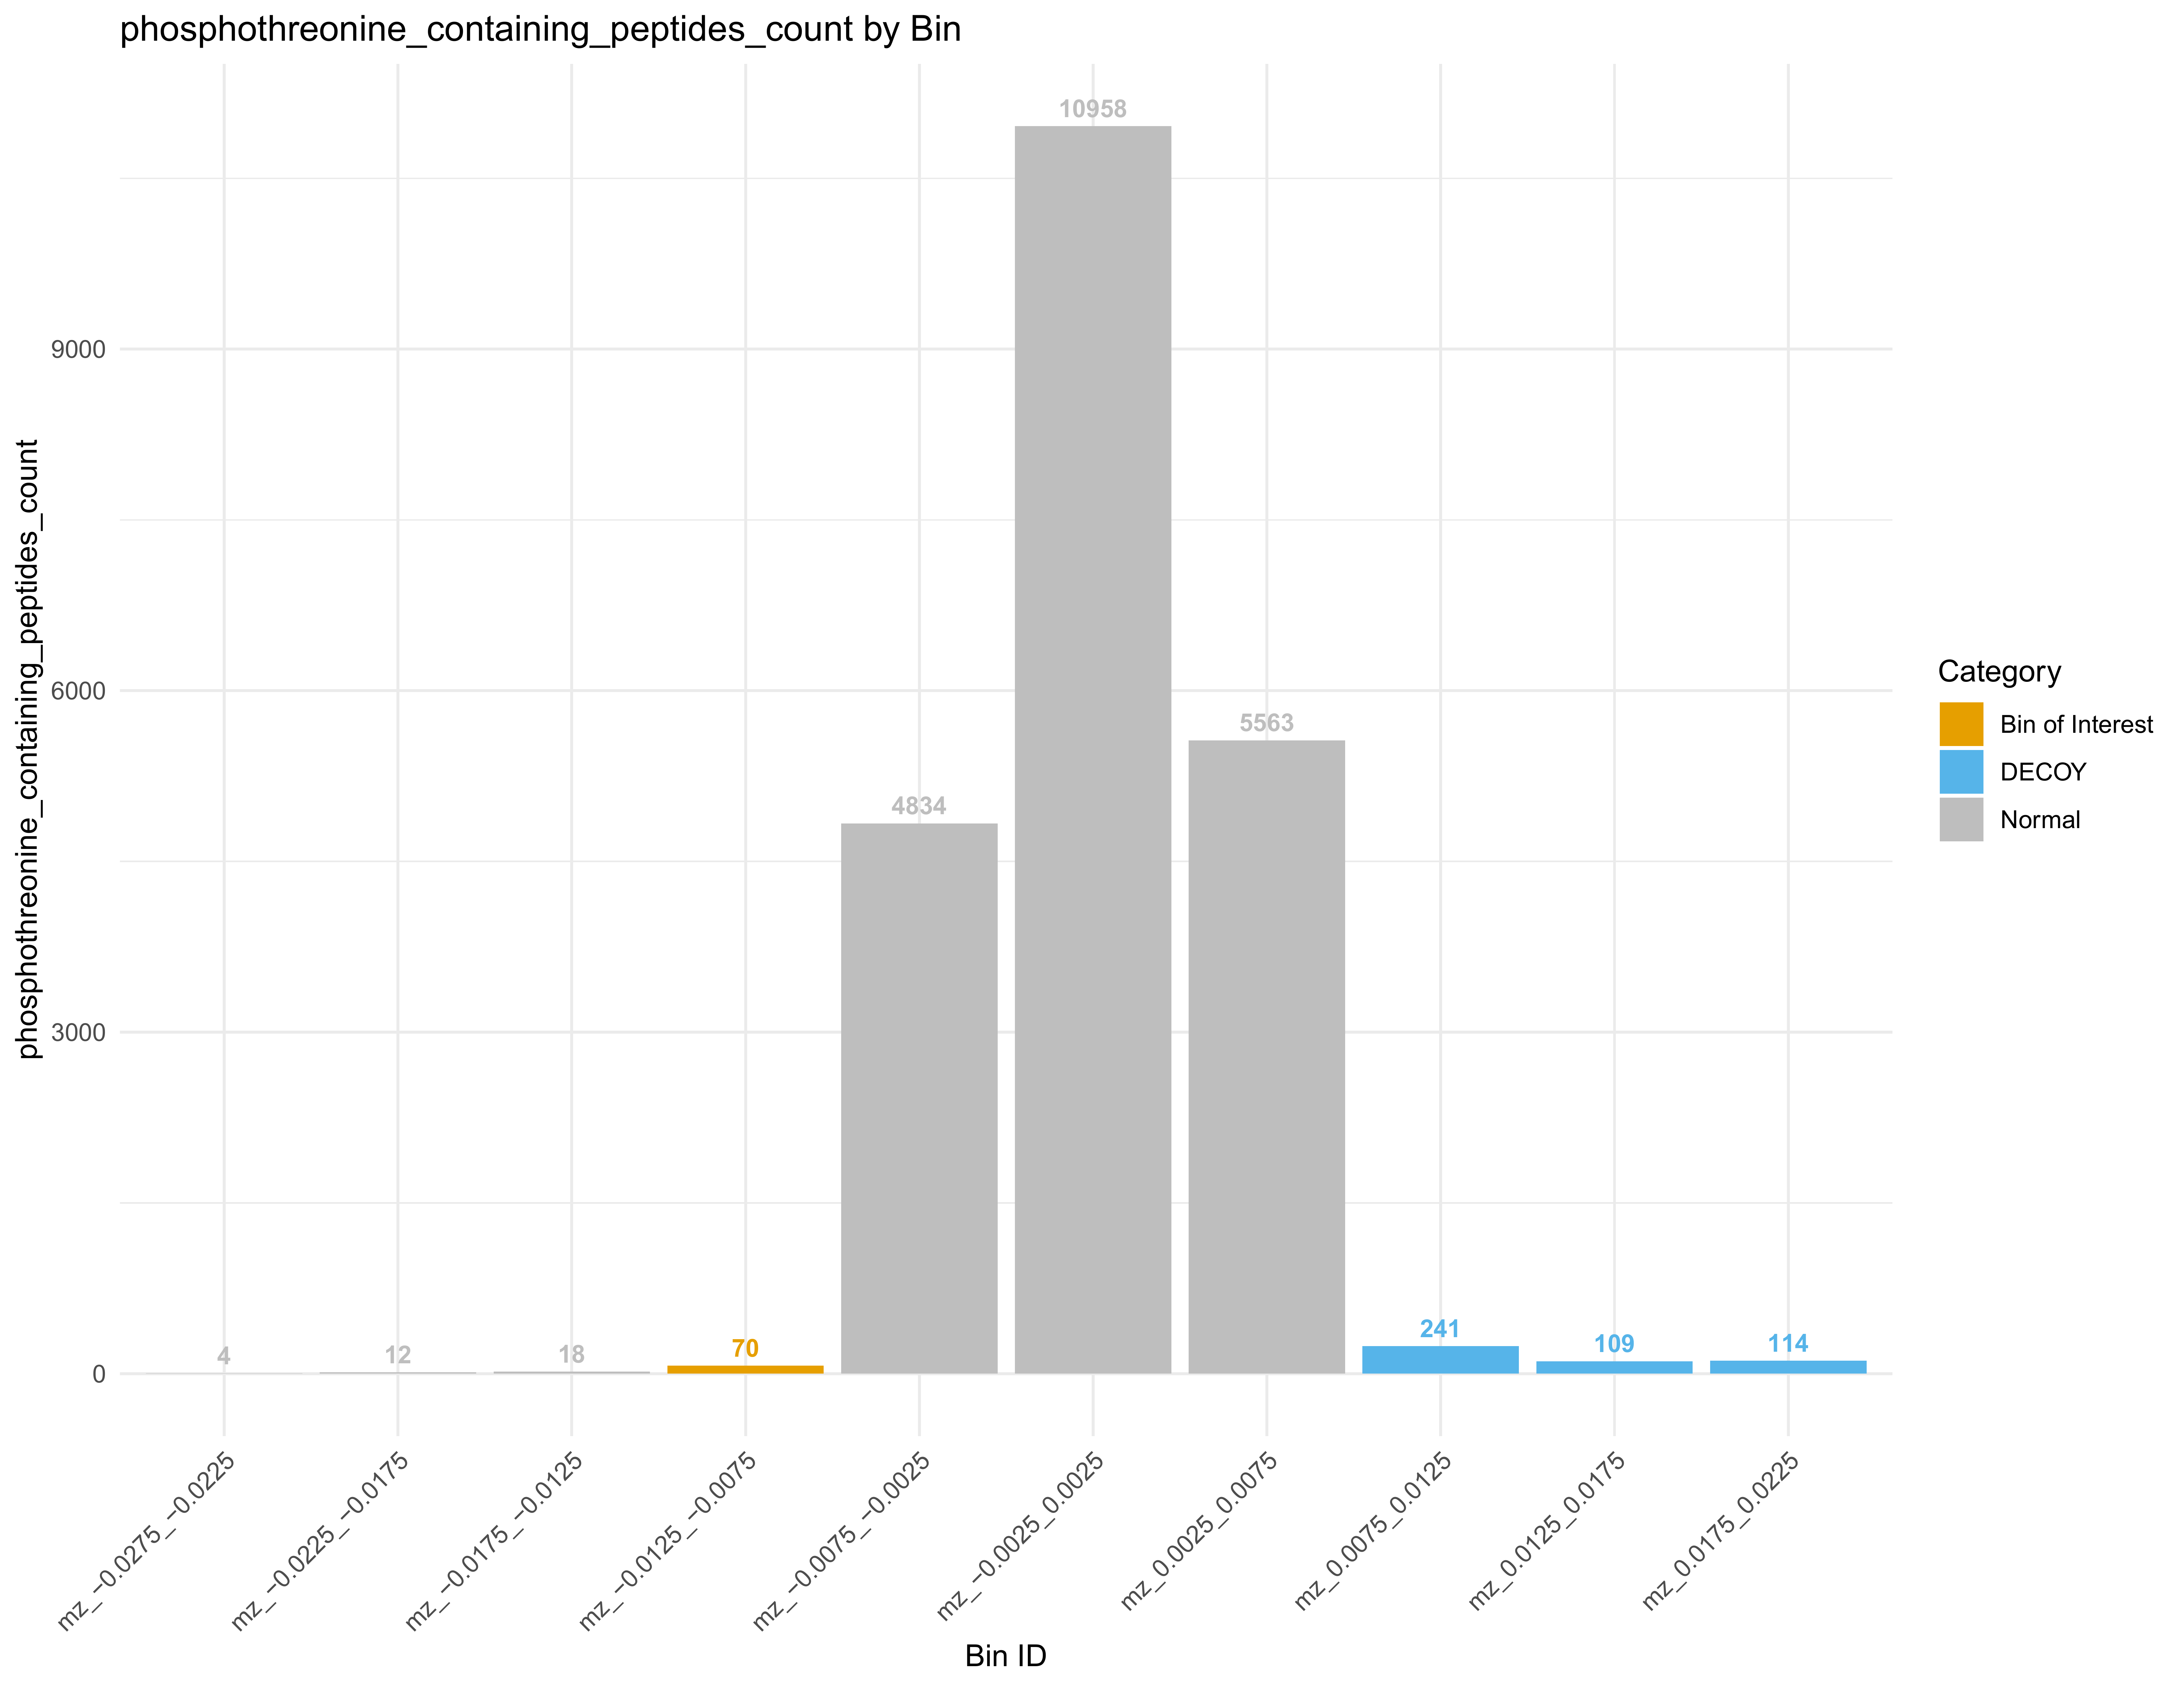 phosphothreonine_containing_peptides_count by Bin
phosphothreonine_containing_peptides_count
9000
6000
3000
0
4
12
18
70
4834
10958
5563
241
109
114
mz_−0.0275_−0.0225
mz_−0.0225_−0.0175
mz_−0.0175_−0.0125
mz_−0.0125_−0.0075
mz_−0.0075_−0.0025
mz_−0.0025_0.0025
mz_0.0025_0.0075
mz_0.0075_0.0125
mz_0.0125_0.0175
mz_0.0175_0.0225
Bin ID
Category
Bin of Interest
DECOY
Normal